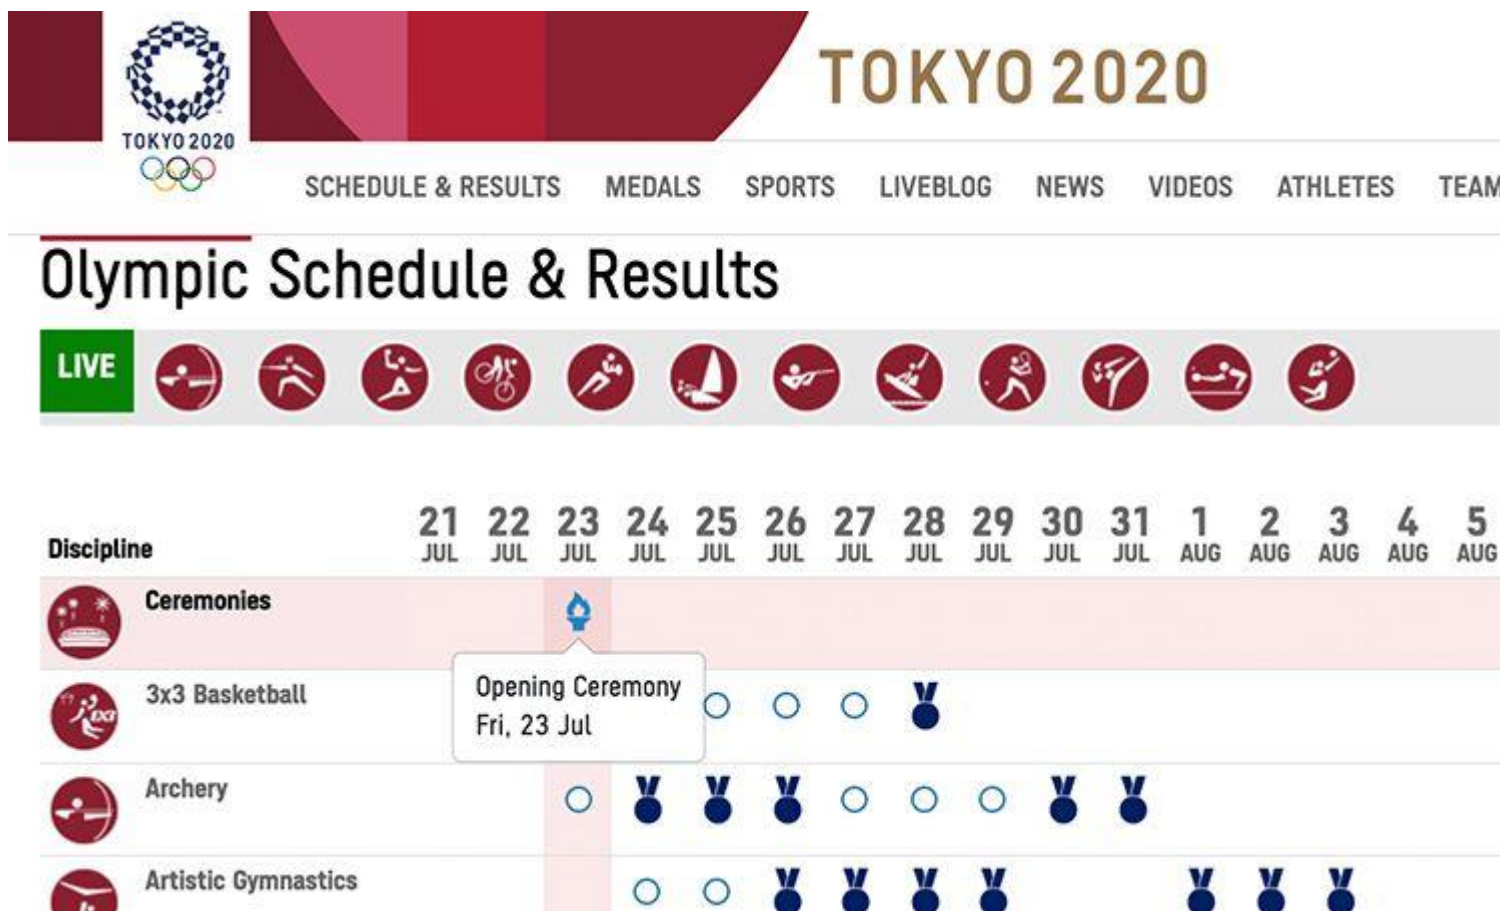 TOKYO 2020
TOKYO 2020
SCHEDULE & RESULTS MEDALS SPORTS LIVEBLOG NEWS VIDEOS ATHLETES TEAM
Olympic Schedule & Results
LIVE
21 22 23 24 25 26 27 28 29 30 31 1 2 3 4 5
Discipline JUL JUL JUL JUL JUL JUL JUL JUL JUL JUL JUL AUG AUG AUG AUG AUG
Ceremonies
Opening Ceremony
3x3 Basketball
Fri, 23 Jul
Archery
Artistic Gymnastics